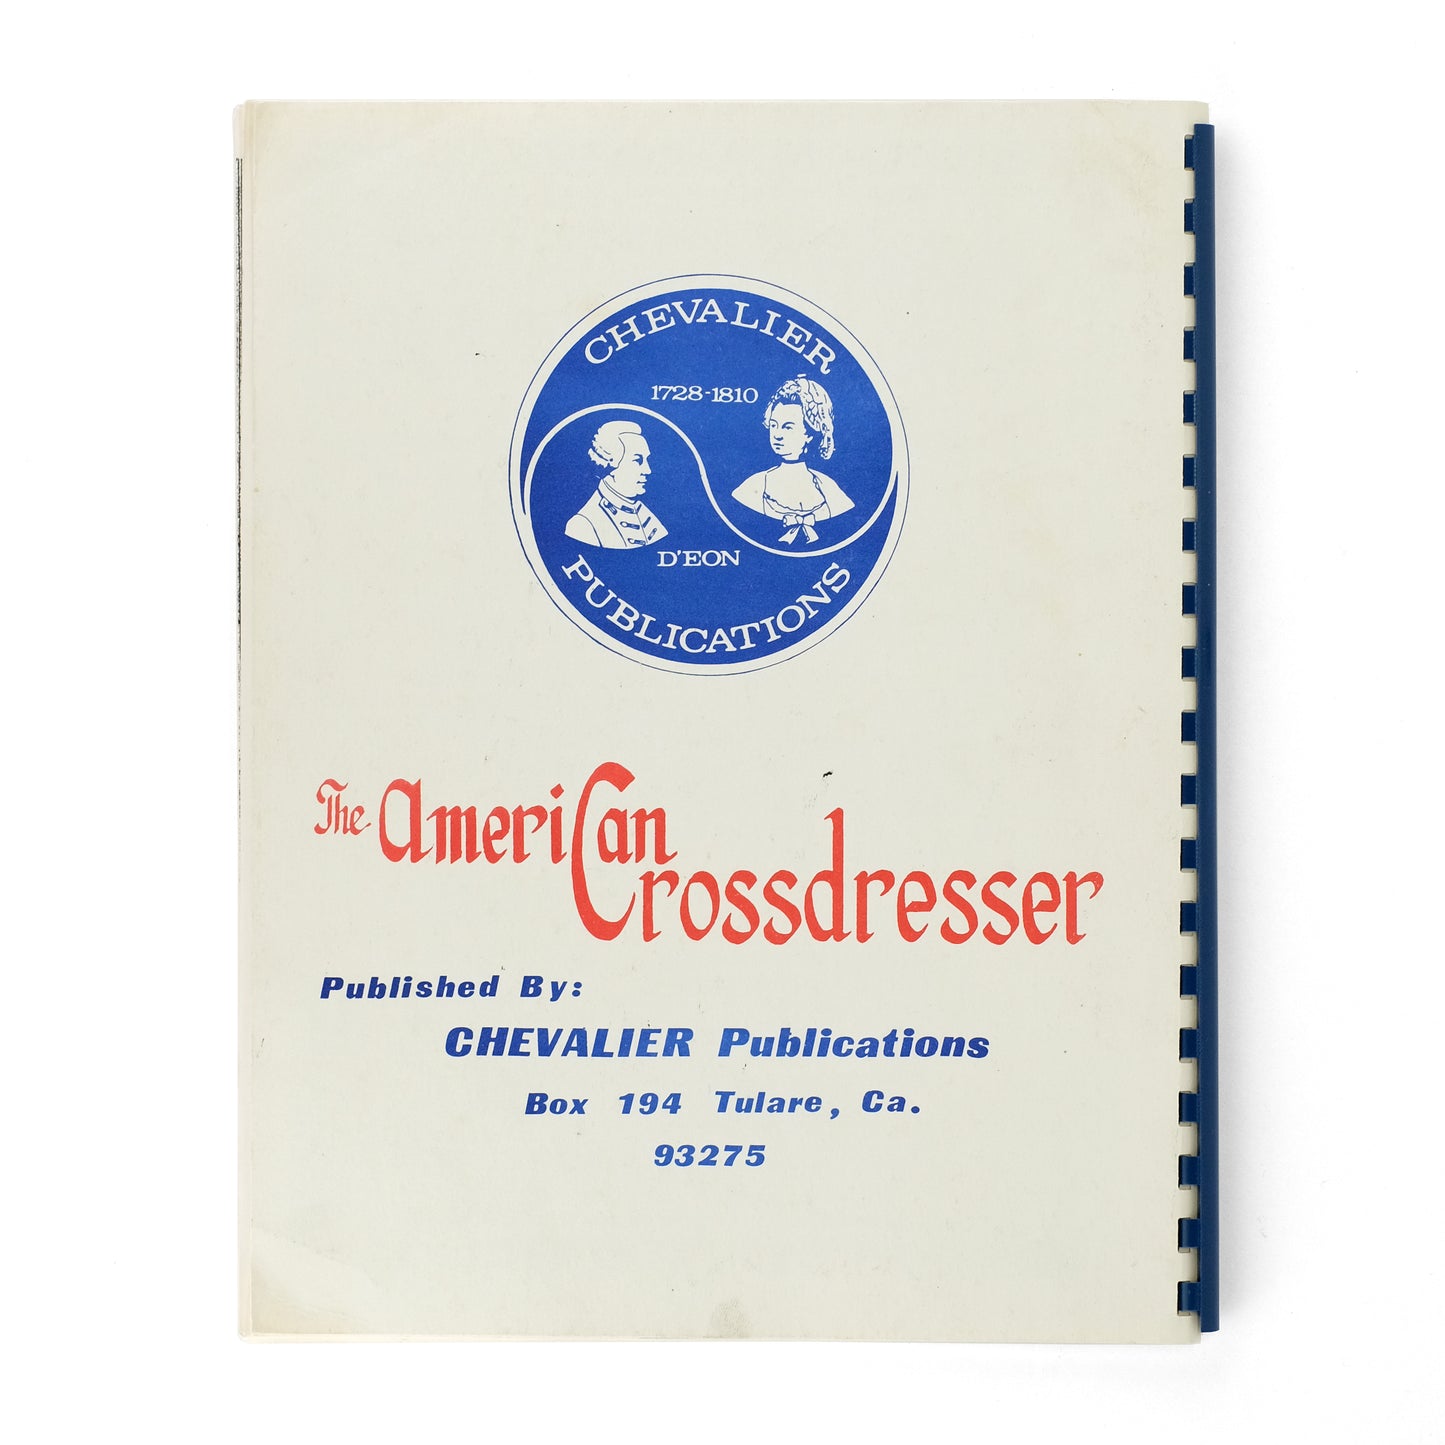 CHEVALIER
1728-1810
D'EON
PUBLICATIONS
The American
Crossdresser
Published By:
CHEVALIER Publications
Box 194 Tulare, Ca.
93275